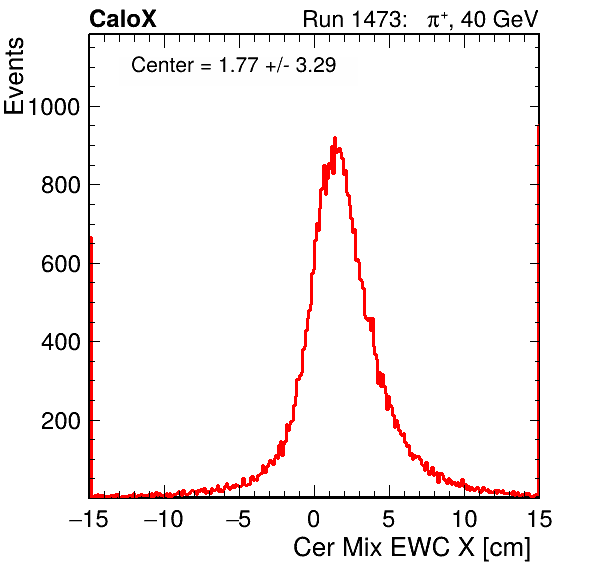 CaloX
Run 1473: π⁺, 40 GeV
Events
Center = 1.77 +/- 3.29
1000
800
600
400
200
−15 −10 −5 0 5 10 15
Cer Mix EWC X [cm]